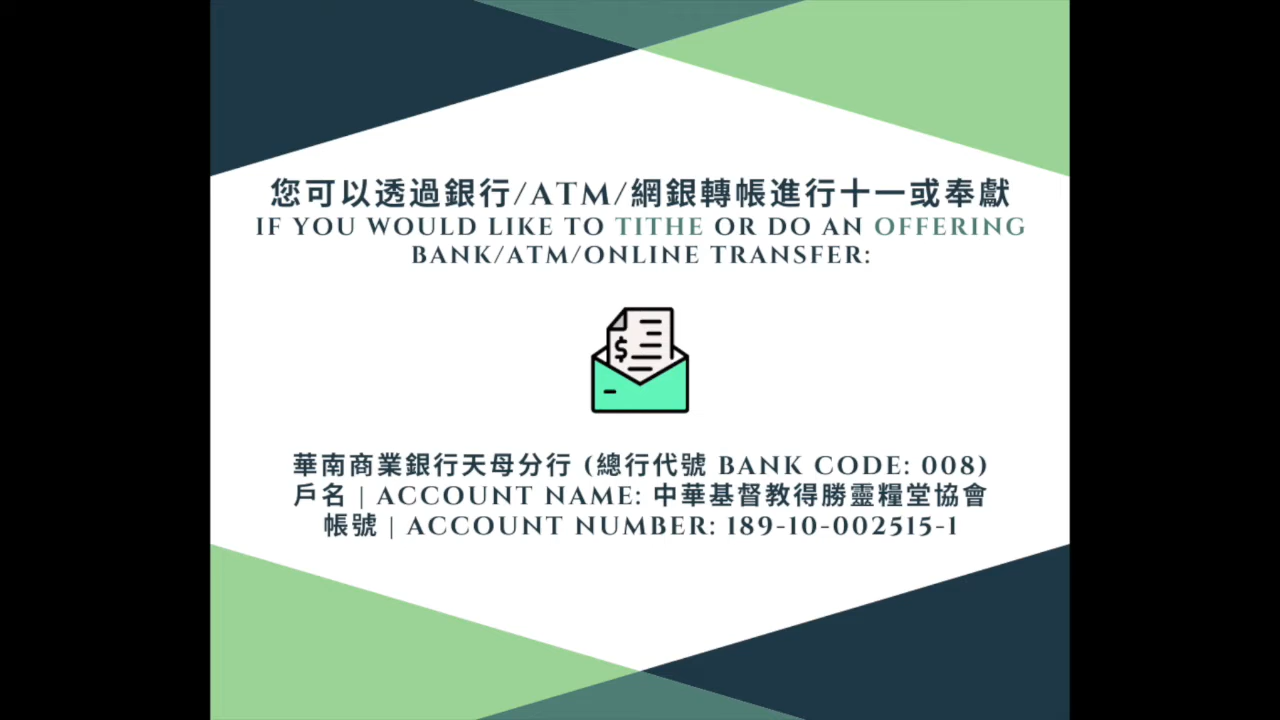 您可以透過銀行/ATM/網銀轉帳進行十一或奉獻
IF YOU WOULD LIKE TO TITHE OR DO AN OFFERING
BANK/ATM/ONLINE TRANSFER:
$
華南商業銀行天母分行 (總行代號 BANK CODE: 008)
戶名 | ACCOUNT NAME: 中華基督教得勝靈糧堂協會
帳號 | ACCOUNT NUMBER: 189-10-002515-1